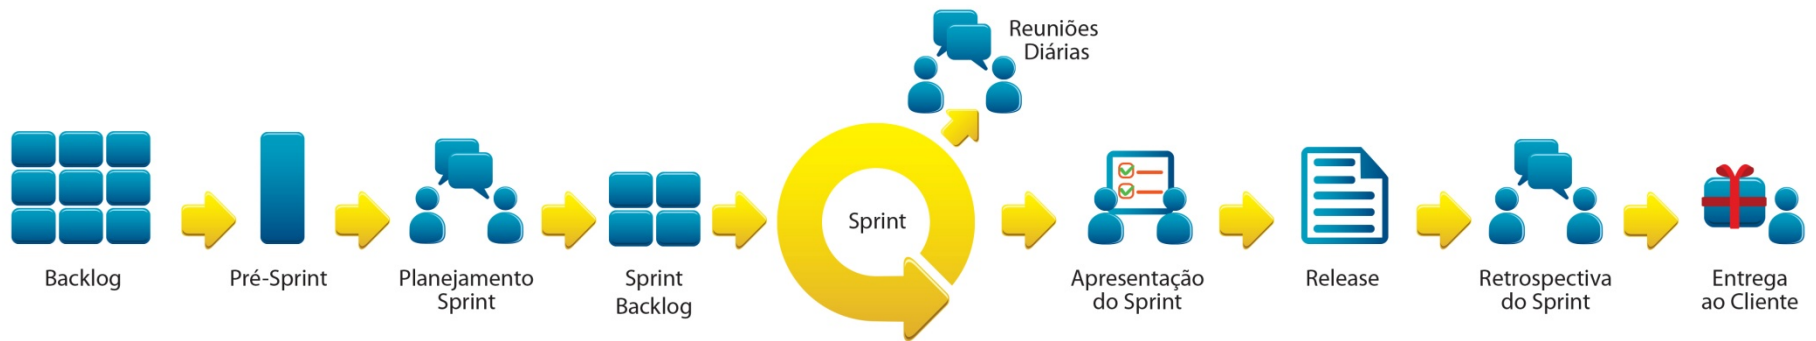 Reuniões
Diárias
Sprint
Backlog
Pré-Sprint
Planejamento
Sprint
Sprint
Backlog
Apresentação
do Sprint
Release
Retrospectiva
do Sprint
Entrega
ao Cliente